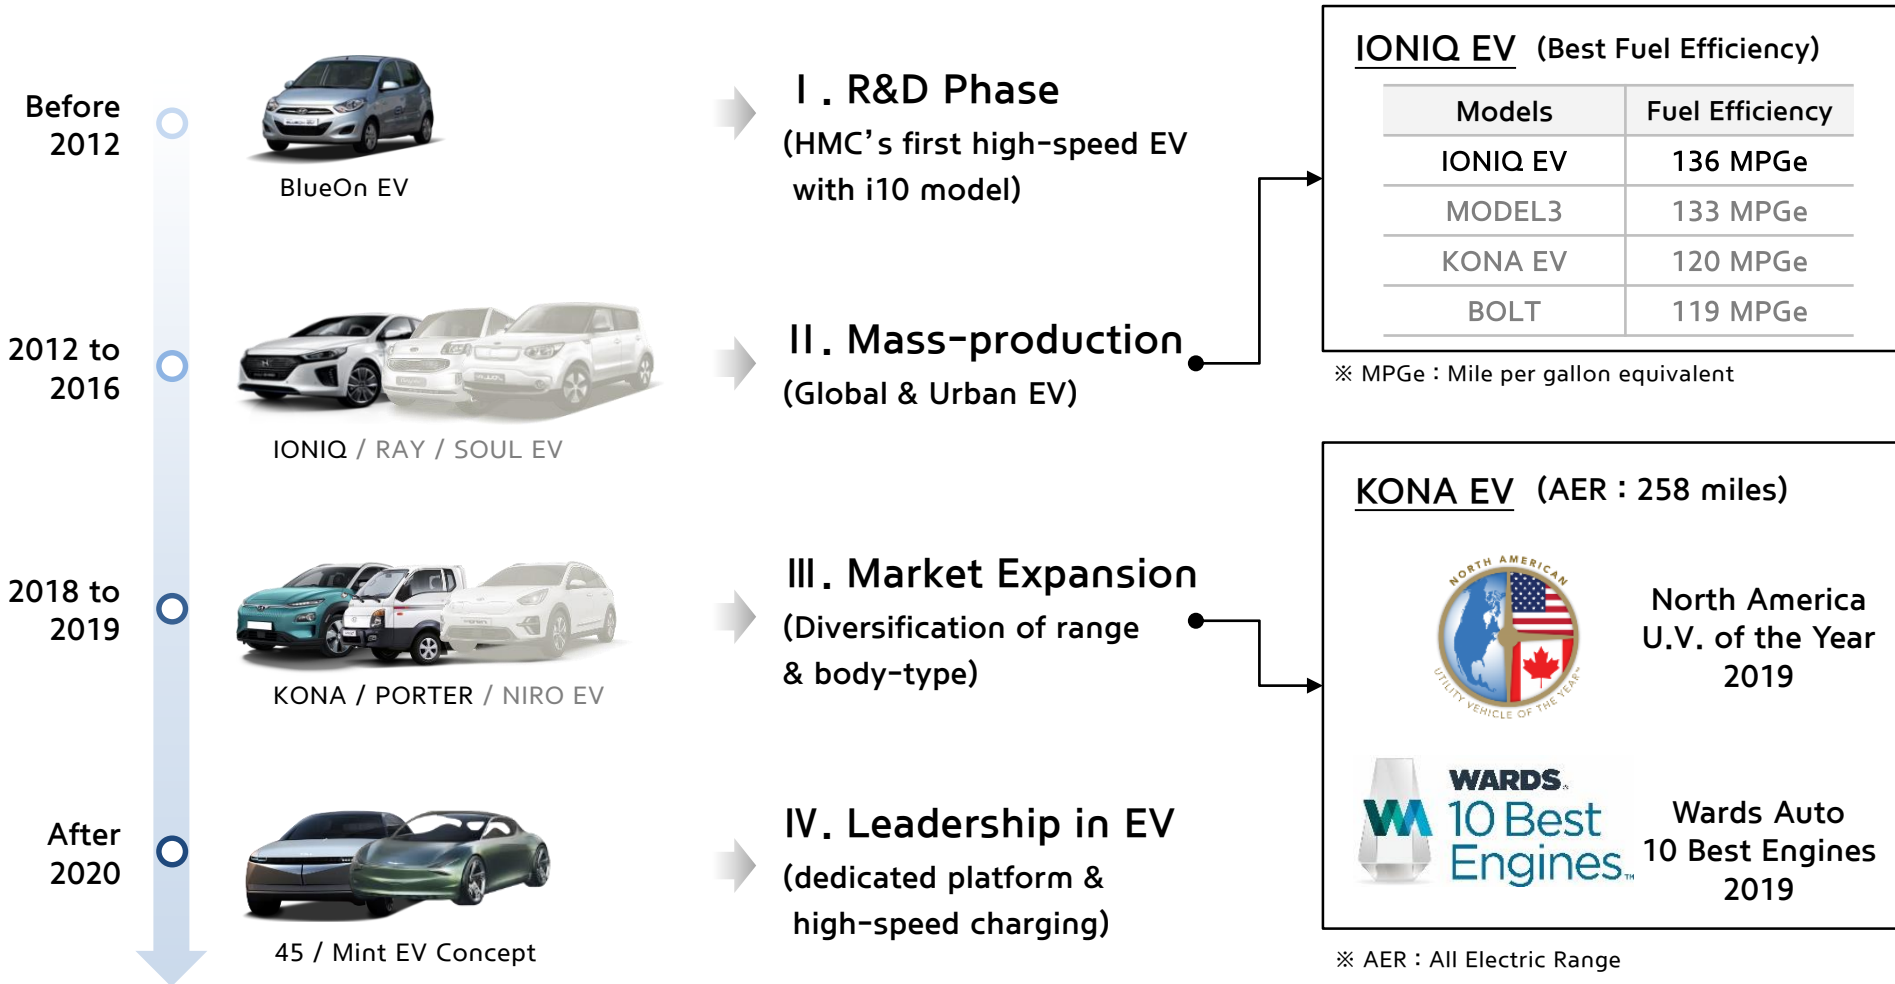 Before
2012
BlueOn EV
Ⅰ. R&D Phase
(HMC's first high-speed EV
with i10 model)
2012 to
2016
IONIQ / RAY / SOUL EV
Ⅱ. Mass-production
(Global & Urban EV)
2018 to
2019
KONA / PORTER / NIRO EV
Ⅲ. Market Expansion
(Diversification of range
& body-type)
After
2020
45 / Mint EV Concept
Ⅳ. Leadership in EV
(dedicated platform &
high-speed charging)
IONIQ EV (Best Fuel Efficiency)
Models Fuel Efficiency
IONIQ EV 136 MPGe
MODEL3 133 MPGe
KONA EV 120 MPGe
BOLT 119 MPGe
※ MPGe : Mile per gallon equivalent
KONA EV (AER : 258 miles)
NORTH AMERICAN
UTILITY VEHICLE OF THE YEAR
North America
U.V. of the Year
2019
WARDS
10 Best
Engines™
Wards Auto
10 Best Engines
2019
※ AER : All Electric Range